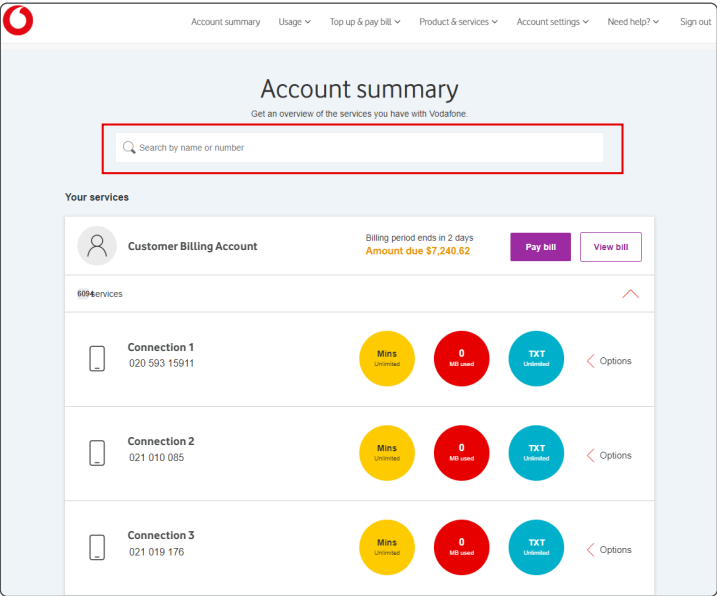 Account summary Usage Top up & pay bill Product & services Account settings Need help? Sign out
Account summary
Get an overview of the services you have with Vodafone.
Search by name or number
Your services
Customer Billing Account
Billing period ends in 2 days
Amount due $7,240.62
Pay bill
View bill
6094 services
Connection 1
020 593 15911
Mins
Unlimited
0
MB used
TXT
Unlimited
Options
Connection 2
021 010 085
Mins
Unlimited
0
MB used
TXT
Unlimited
Options
Connection 3
021 019 176
Mins
Unlimited
0
MB used
TXT
Unlimited
Options